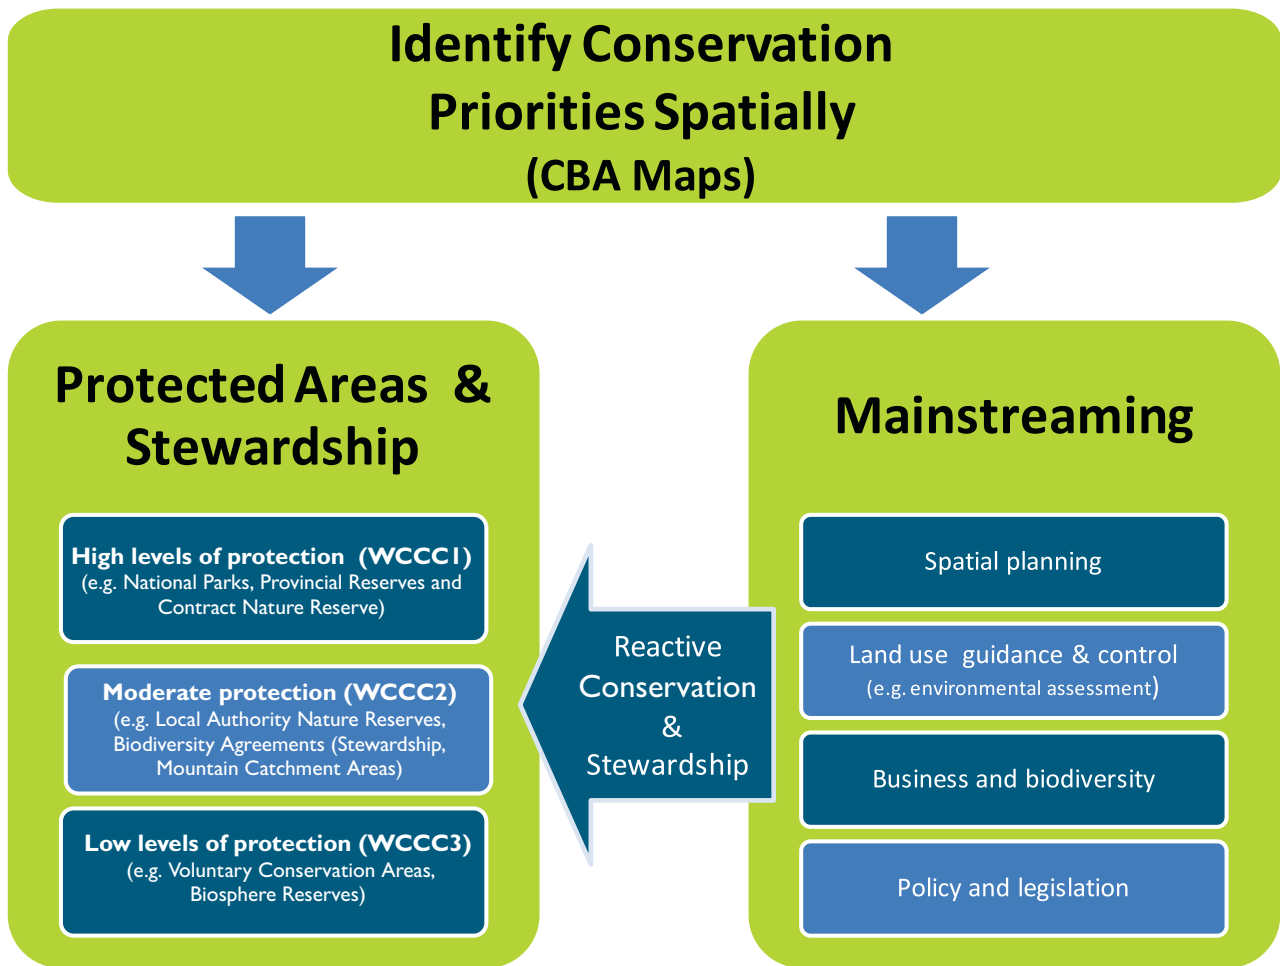 Identify Conservation
Priorities Spatially
(CBA Maps)
Protected Areas &
Stewardship
High levels of protection (WCCC1)
(e.g. National Parks, Provincial Reserves and
Contract Nature Reserve)
Moderate protection (WCCC2)
(e.g. Local Authority Nature Reserves,
Biodiversity Agreements (Stewardship,
Mountain Catchment Areas)
Low levels of protection (WCCC3)
(e.g. Voluntary Conservation Areas,
Biosphere Reserves)
Reactive
Conservation
&
Stewardship
Mainstreaming
Spatial planning
Land use guidance & control
(e.g. environmental assessment)
Business and biodiversity
Policy and legislation